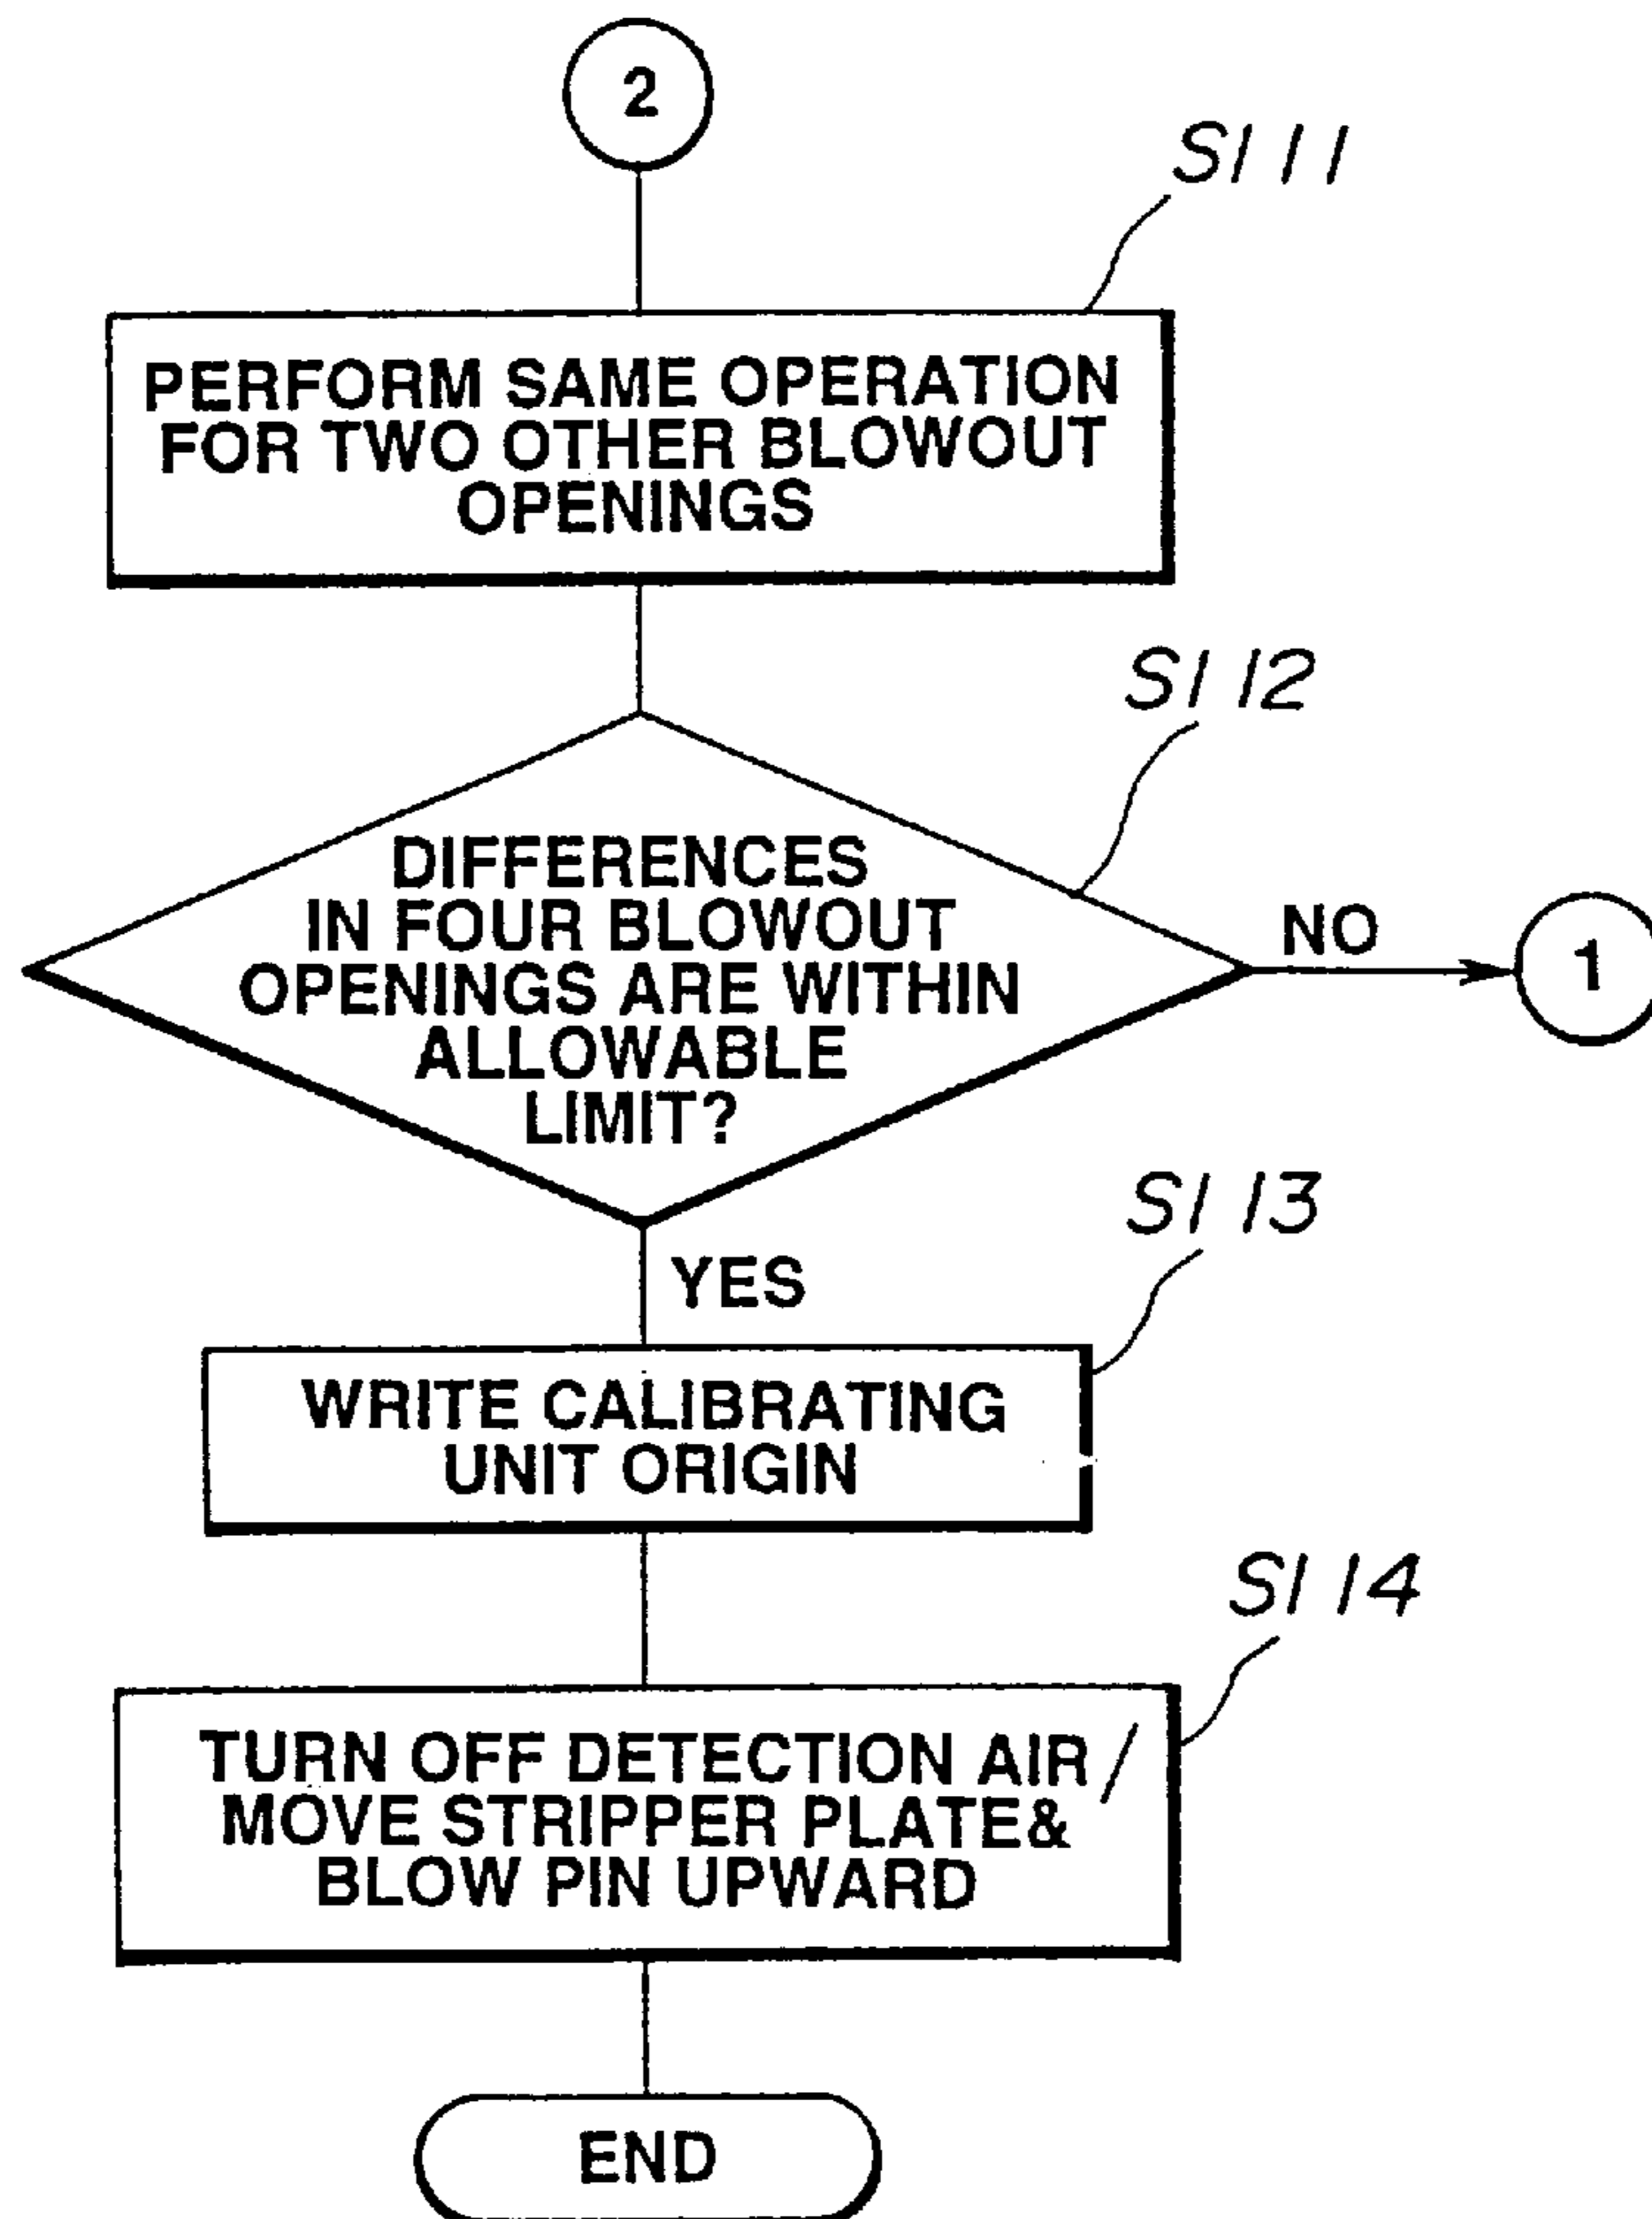 2
S111
PERFORM SAME OPERATION
FOR TWO OTHER BLOWOUT
OPENINGS
S112
DIFFERENCES
IN FOUR BLOWOUT
OPENINGS ARE WITHIN
ALLOWABLE
LIMIT?
NO
1
YES
S113
WRITE CALIBRATING
UNIT ORIGIN
S114
TURN OFF DETECTION AIR /
MOVE STRIPPER PLATE&
BLOW PIN UPWARD
END